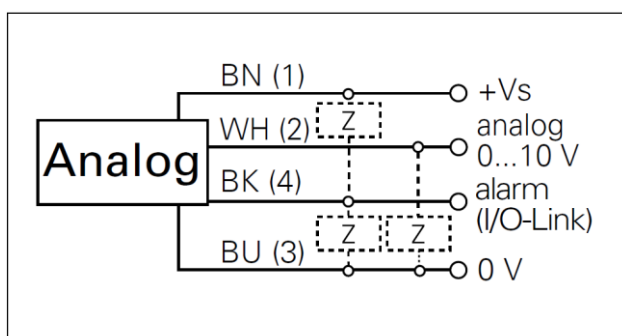 BN (1)
+Vs
Z
WH (2)
analog
0...10 V
Analog
BK (4)
alarm
(I/O-Link)
Z
Z
BU (3)
0 V